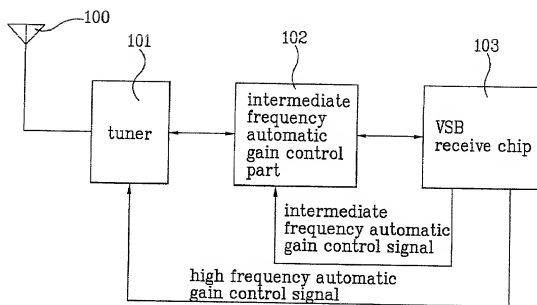 100
101
102
103
tuner
intermediate
frequency
automatic
gain control
part
VSB
receive chip
intermediate
frequency automatic
gain control signal
high frequency automatic
gain control signal